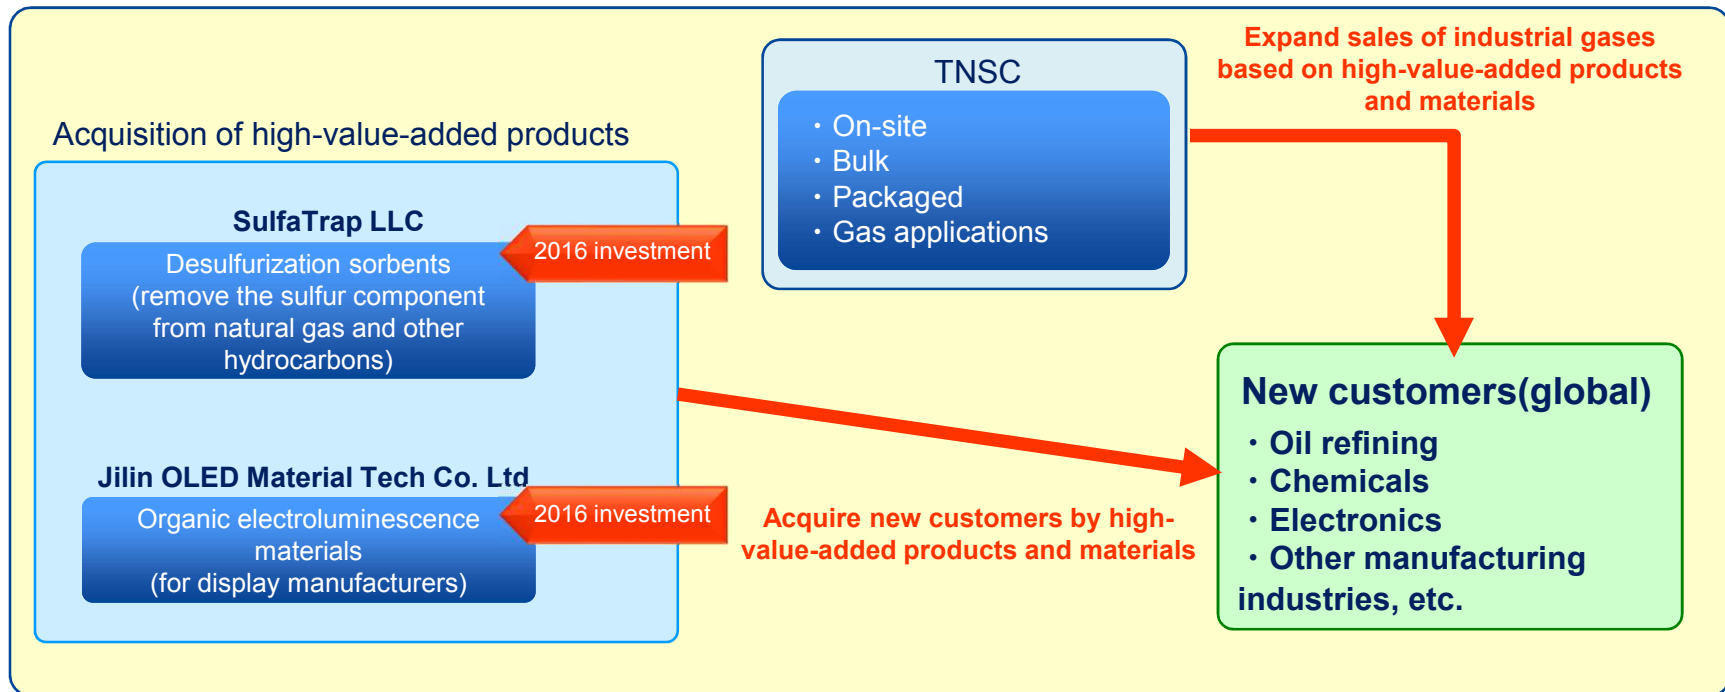 Acquisition of high-value-added products
SulfaTrap LLC
2016 investment
Desulfurization sorbents
(remove the sulfur component
from natural gas and other
hydrocarbons)
Jilin OLED Material Tech Co. Ltd
2016 investment
Organic electroluminescence
materials
(for display manufacturers)
TNSC
・On-site
・Bulk
・Packaged
・Gas applications
Expand sales of industrial gases
based on high-value-added products
and materials
Acquire new customers by high-
value-added products and materials
New customers(global)
・Oil refining
・Chemicals
・Electronics
・Other manufacturing
industries, etc.